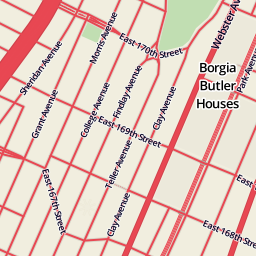 Morris Avenue
Webster Av
East 170th Street
Sheridan Avenue
Borgia
Butler
Houses
Park Avenue
Grant Avenue
College Avenue
Findlay Avenue
Clay Avenue
East 169th Street
Teller Avenue
East 167th Street
Clay Avenue
East 168th Street